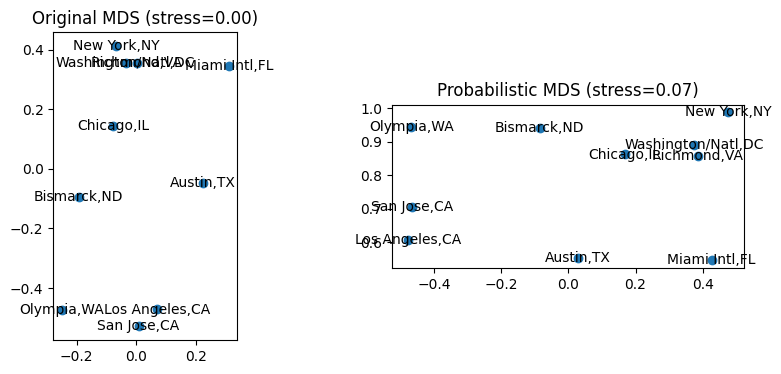 Original MDS (stress=0.00)
New York,NY
Washington/Natl,DC
Richmond,VA
Miami Intl,FL
Chicago,IL
Austin,TX
Bismarck,ND
Olympia,WA
Los Angeles,CA
San Jose,CA
0.4
0.2
0.0
−0.2
−0.4
−0.2
0.0
0.2
Probabilistic MDS (stress=0.07)
New York,NY
Olympia,WA
Bismarck,ND
Washington/Natl,DC
Chicago,IL
Richmond,VA
San Jose,CA
Los Angeles,CA
Austin,TX
Miami Intl,FL
1.0
0.9
0.8
0.7
0.6
−0.4
−0.2
0.0
0.2
0.4